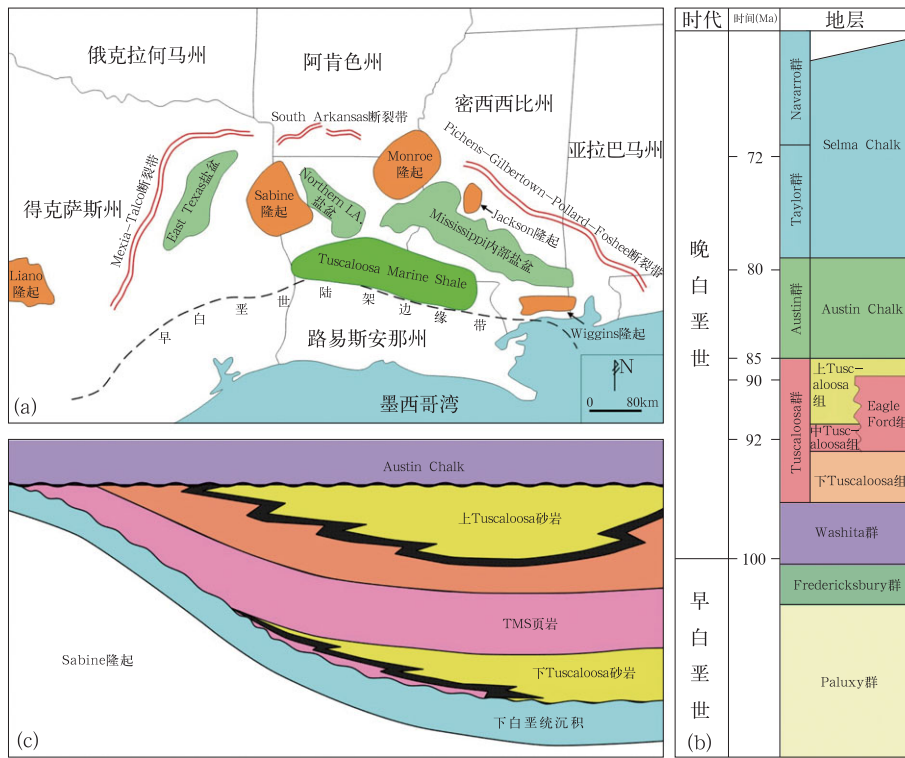 俄克拉何马州
阿肯色州
密西西比州
亚拉巴马州
得克萨斯州
South Arkansas断裂带
Mexia-Talco断裂带
East Texas盐盆
Sabine
隆起
Northern LA.
盐盆
Monroe
隆起
Pichens-Gilbertown-Pollard-Foshee断裂带
Jackson隆起
Mississippi内部盐盆
Liano
隆起
Tuscaloosa Marine Shale
早白垩世陆架边缘带
路易斯安那州
Wiggins隆起
墨西哥湾
N
0 80km
(a)
时代
时间(Ma)
地层
晚白垩世
早白垩世
72
80
85
90
92
100
Navarro群
Taylor群
Austin群
Tuscaloosa群
Selma Chalk
Austin Chalk
上Tusc-
aloosa
组
Eagle
Ford组
中Tusc-
aloosa组
下Tuscaloosa组
Washita群
Fredericksbury群
Paluxy群
(b)
Austin Chalk
上Tuscaloosa砂岩
TMS页岩
下Tuscaloosa砂岩
Sabine隆起
下白垩统沉积
(c)